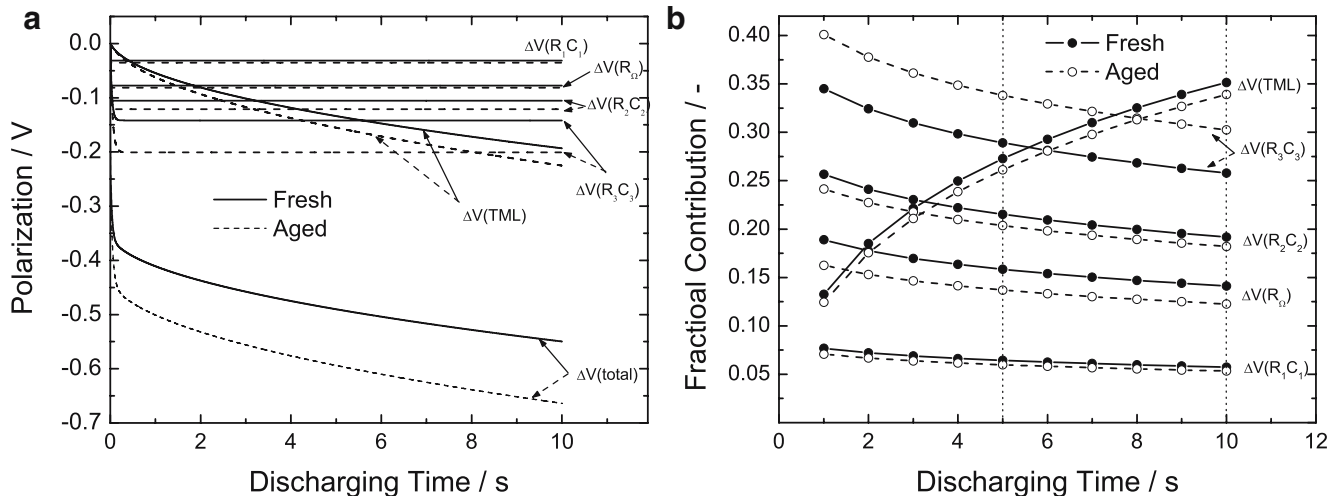 a
0.0
-0.1
-0.2
-0.3
-0.4
-0.5
-0.6
-0.7
Polarization / V
ΔV(R₁C₁)
ΔV(R_Ω)
ΔV(R₂C₂)
ΔV(R₃C₃)
ΔV(TML)
Fresh
Aged
ΔV(total)
0 2 4 6 8 10
Discharging Time / s
b
0.40
0.35
0.30
0.25
0.20
0.15
0.10
0.05
Fractioal Contribution / -
Fresh
Aged
ΔV(TML)
ΔV(R₃C₃)
ΔV(R₂C₂)
ΔV(R_Ω)
ΔV(R₁C₁)
0 2 4 6 8 10 12
Discharging Time / s